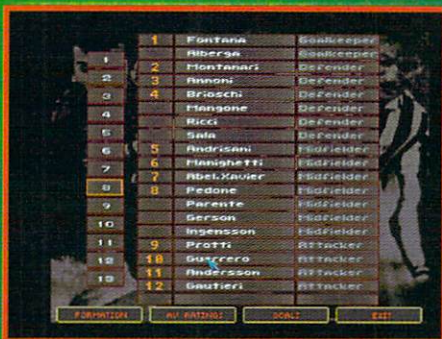 1 Fontana Goalkeeper
Alberga Goalkeeper
2 Montanari Defender
3 Annoni Defender
4 Brioschi Defender
Mangone Defender
Ricci Defender
Sala Defender
5 Andrisani Midfielder
6 Manighetti Midfielder
7 Abel.Xavier Midfielder
8 Pedone Midfielder
Parente Midfielder
Gerson Midfielder
Ingensson Midfielder
9 Protti Attacker
10 Guerrero Attacker
11 Andersson Attacker
12 Gautieri Attacker
1
2
3
4
5
6
7
8
9
10
11
12
13
FORMATION AV RATINGS GOALS EXIT